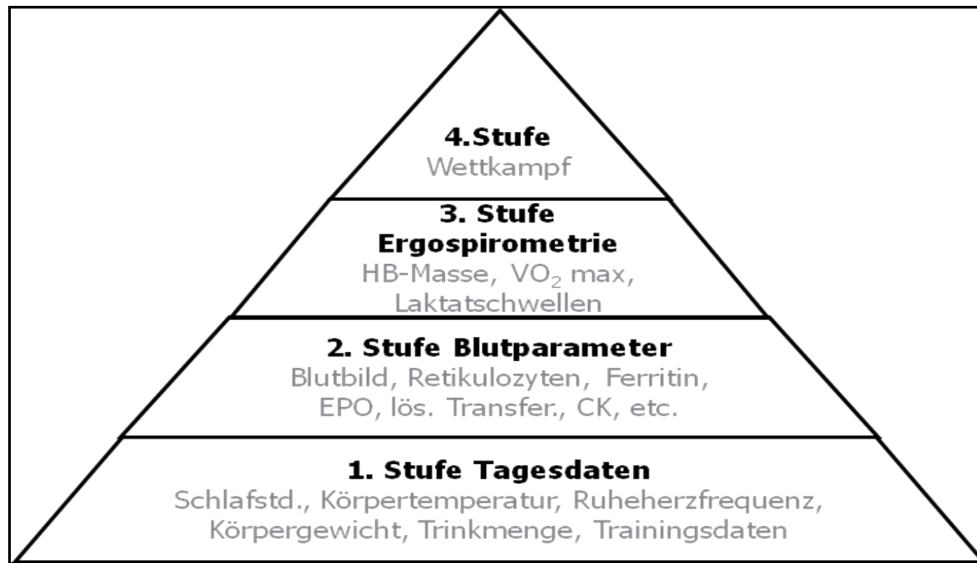 4.Stufe
Wettkampf
3. Stufe
Ergospirometrie
HB-Masse, VO₂ max,
Laktatschwellen
2. Stufe Blutparameter
Blutbild, Retikulozyten, Ferritin,
EPO, lös. Transfer., CK, etc.
1. Stufe Tagesdaten
Schlafstd., Körpertemperatur, Ruheherzfrequenz,
Körpergewicht, Trinkmenge, Trainingsdaten